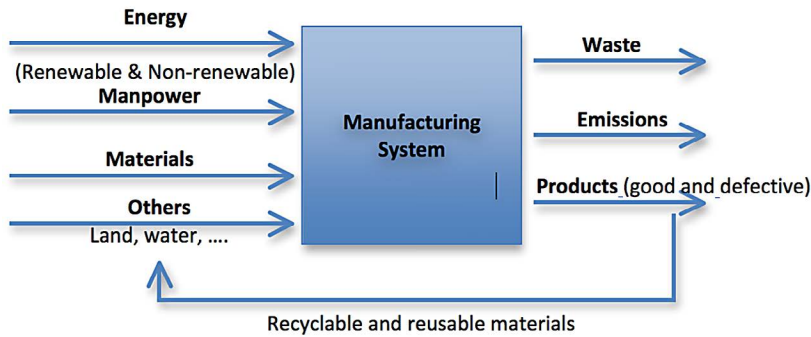 Energy
(Renewable & Non-renewable)
Manpower
Materials
Others
Land, water, ....
Manufacturing
System
Waste
Emissions
Products (good and defective)
Recyclable and reusable materials